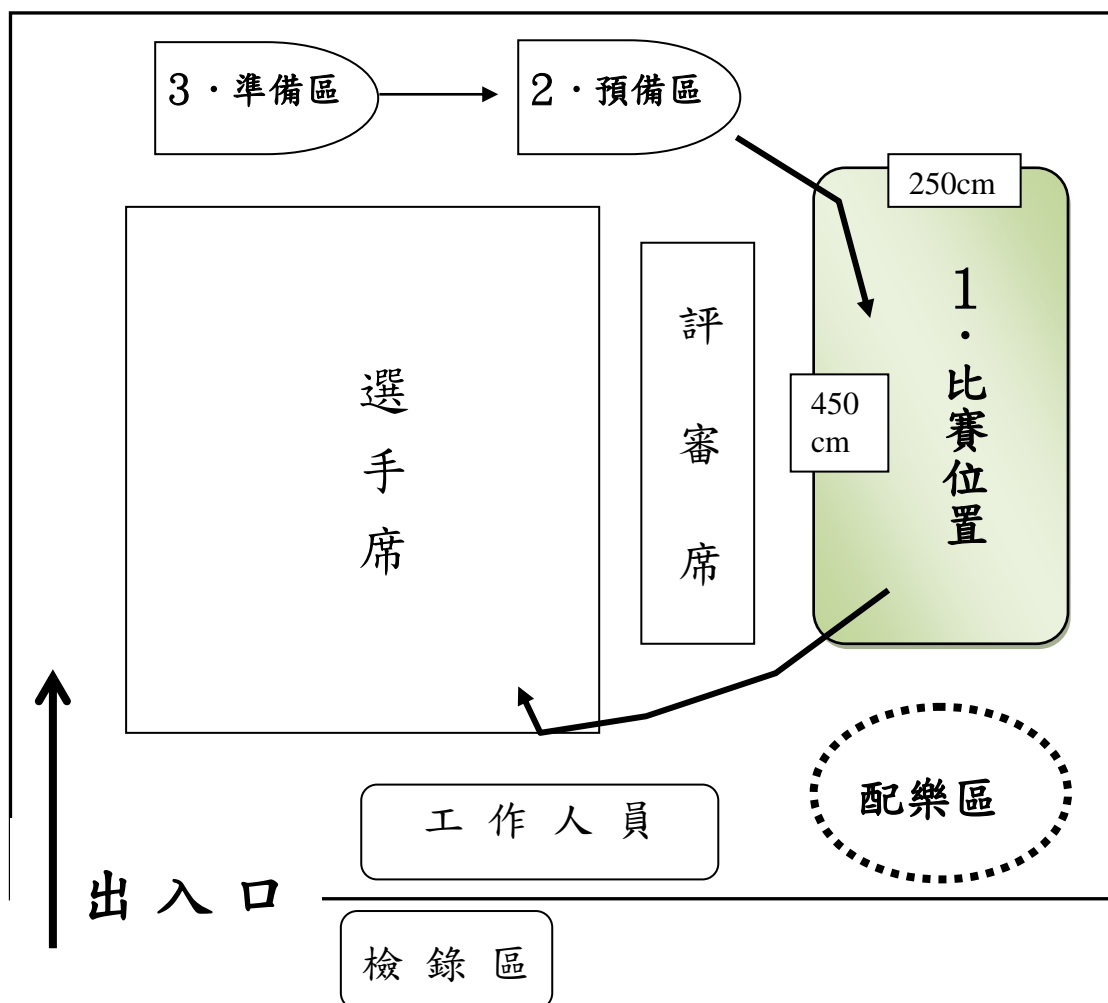 ３．準備區
２．預備區
250cm
１．比賽位置
450
cm
評審席
選手席
配樂區
工作人員
出入口
檢錄區